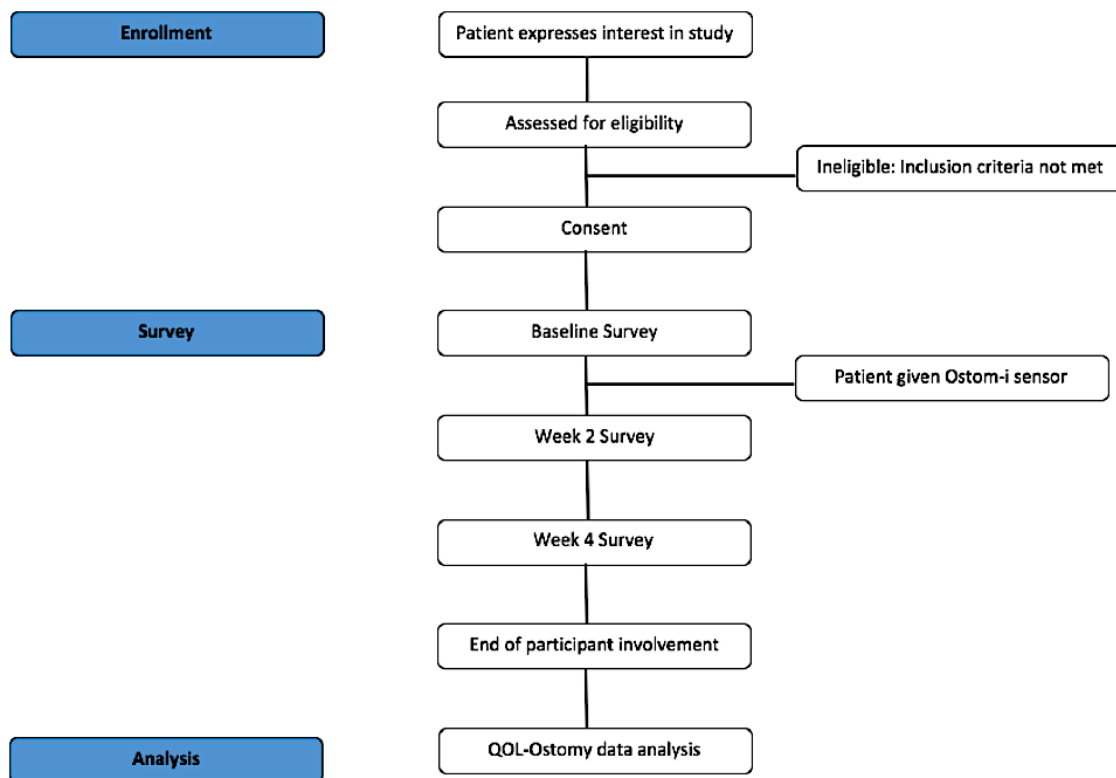 Enrollment
Patient expresses interest in study
Assessed for eligibility
Ineligible: Inclusion criteria not met
Consent
Survey
Baseline Survey
Patient given Ostom-i sensor
Week 2 Survey
Week 4 Survey
End of participant involvement
Analysis
QOL-Ostomy data analysis